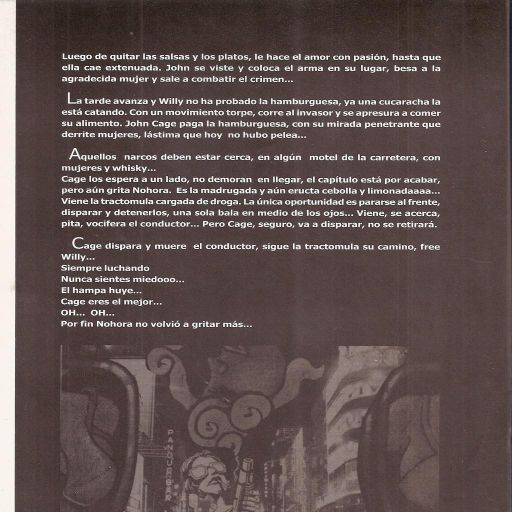 Luego de quitar las salsas y los platos, le hace el amor con pasión, hasta que
ella cae extenuada. John se viste y coloca el arma en su lugar, besa a la
agradecida mujer y sale a combatir el crimen...
La tarde avanza y Willy no ha probado la hamburguesa, ya una cucaracha la
está catando. Con un movimiento torpe, corre al invasor y se apresura a comer
su alimento. John Cage paga la hamburguesa, con su mirada penetrante que
derrite mujeres, lástima que hoy no hubo pelea...
Aquellos narcos deben estar cerca, en algún motel de la carretera, con
mujeres y whisky...
Cage los espera a un lado, no demoran en llegar, el capítulo está por acabar,
pero aún grita Nohora. Es la madrugada y aún eructa cebolla y limonadaaaa...
Viene la tractomula cargada de droga. La única oportunidad es pararse al frente,
disparar y detenerlos, una sola bala en medio de los ojos... Viene, se acerca,
pita, vocifera el conductor... Pero Cage, seguro, va a disparar, no se retirará.
Cage dispara y muere el conductor, sigue la tractomula su camino, free
Willy...
Siempre luchando
Nunca sientes miedooo...
El hampa huye...
Cage eres el mejor...
OH... OH...
Por fin Nohora no volvió a gritar más...